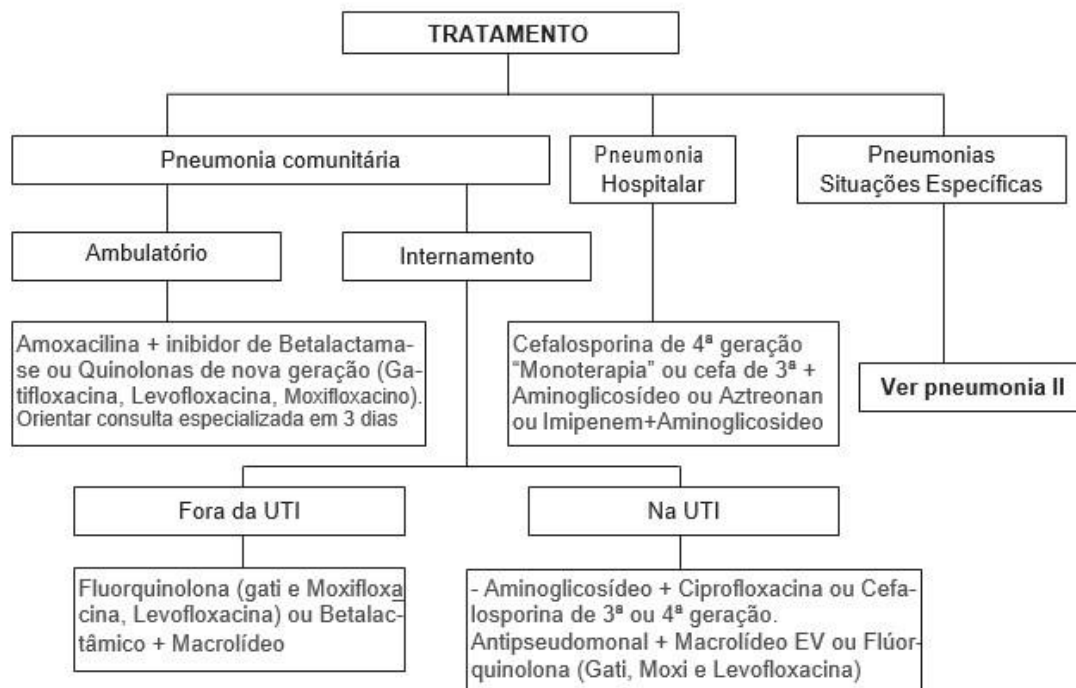 TRATAMENTO
Pneumonia comunitária
Pneumonia
Hospitalar
Pneumonias
Situações Específicas
Ambulatório
Internamento
Amoxacilina + inibidor de Betalactama-
se ou Quinolonas de nova geração (Ga-
tifloxacina, Levofloxacina, Moxifloxacino).
Orientar consulta especializada em 3 dias
Cefalosporina de 4ª geração
“Monoterapia” ou cefa de 3ª +
Aminoglicosídeo ou Aztreonan
ou Imipenem+Aminoglicosideo
Ver pneumonia II
Fora da UTI
Na UTI
Fluorquinolona (gati e Moxifloxa
cina, Levofloxacina) ou Betalac-
tâmico + Macrolídeo
- Aminoglicosídeo + Ciprofloxacina ou Cefa-
losporina de 3ª ou 4ª geração.
Antipseudomonal + Macrolídeo EV ou Flúor-
quinolona (Gati, Moxi e Levofloxacina)